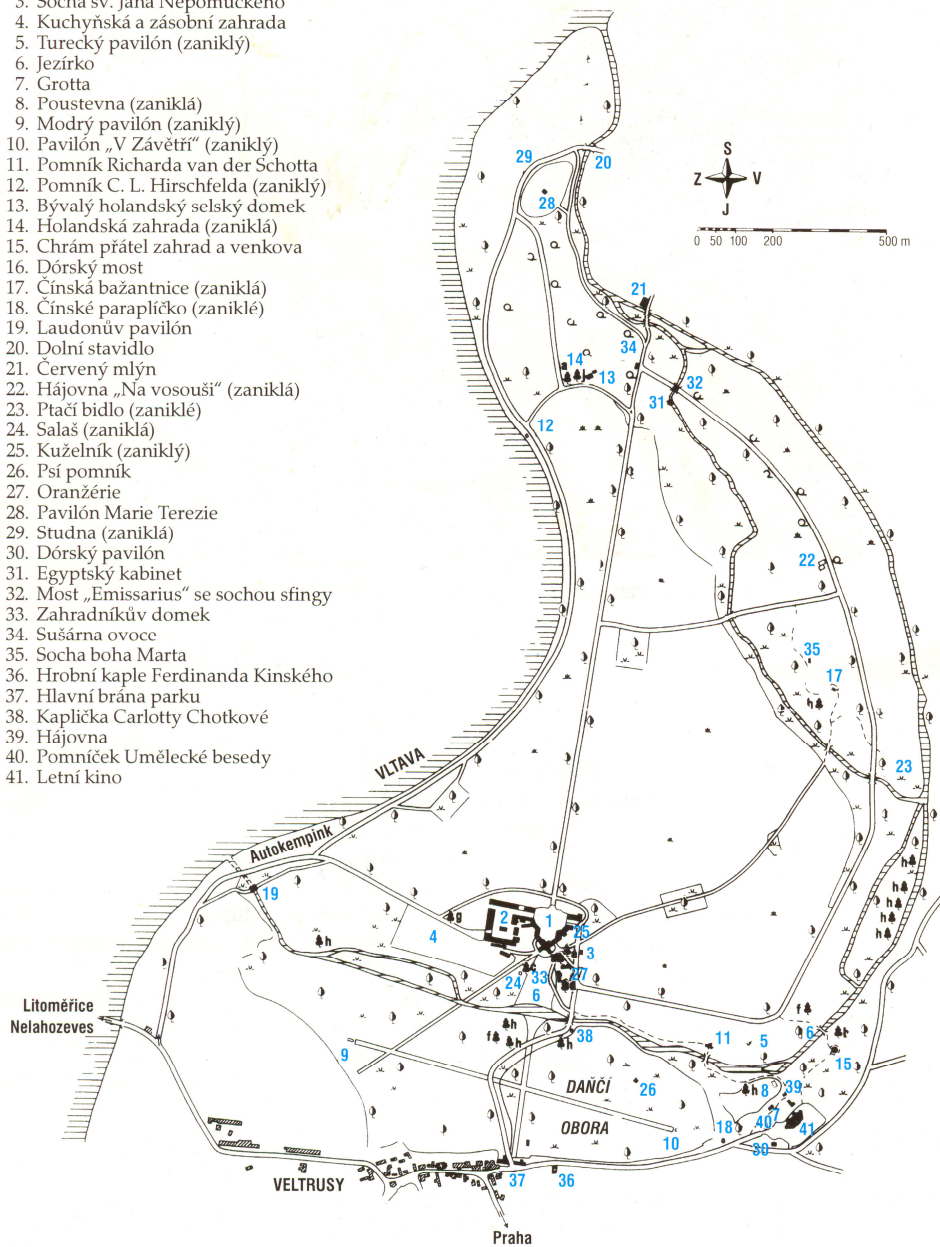 3. Socha sv. Jana Nepomuckého
4. Kuchyňská a zásobní zahrada
5. Turecký pavilón (zaniklý)
6. Jezírko
7. Grotta
8. Poustevna (zaniklá)
9. Modrý pavilón (zaniklý)
10. Pavilón „V Závětří“ (zaniklý)
11. Pomník Richarda van der Schotta
12. Pomník C. L. Hirschfelda (zaniklý)
13. Bývalý holandský selský domek
14. Holandská zahrada (zaniklá)
15. Chrám přátel zahrad a venkova
16. Dórský most
17. Čínská bažantnice (zaniklá)
18. Čínské paraplíčko (zaniklé)
19. Laudonův pavilón
20. Dolní stavidlo
21. Červený mlýn
22. Hájovna „Na vosouši“ (zaniklá)
23. Ptačí bidlo (zaniklé)
24. Salaš (zaniklá)
25. Kuželník (zaniklý)
26. Psí pomník
27. Oranžérie
28. Pavilón Marie Terezie
29. Studna (zaniklá)
30. Dórský pavilón
31. Egyptský kabinet
32. Most „Emissarius“ se sochou sfingy
33. Zahradníkův domek
34. Sušárna ovoce
35. Socha boha Marta
36. Hrobní kaple Ferdinanda Kinského
37. Hlavní brána parku
38. Kaplička Carlotty Chotkové
39. Hájovna
40. Pomníček Umělecké besedy
41. Letní kino
29
20
28
S
Z V
J
0 50 100 200 500 m
21
34
14
13
32
31
12
22
35
17
h
23
VLTAVA
Autokempink
19
h
g
2
1
25
4
3
24
33
27
6
h
h
h
h
f
6
f
h
h
h
38
11
5
15
9
Litoměřice
Nelahozeves
DANČÍ
OBORA
26
h
8
39
7
18
40
41
10
30
VELTRUSY
37
36
Praha